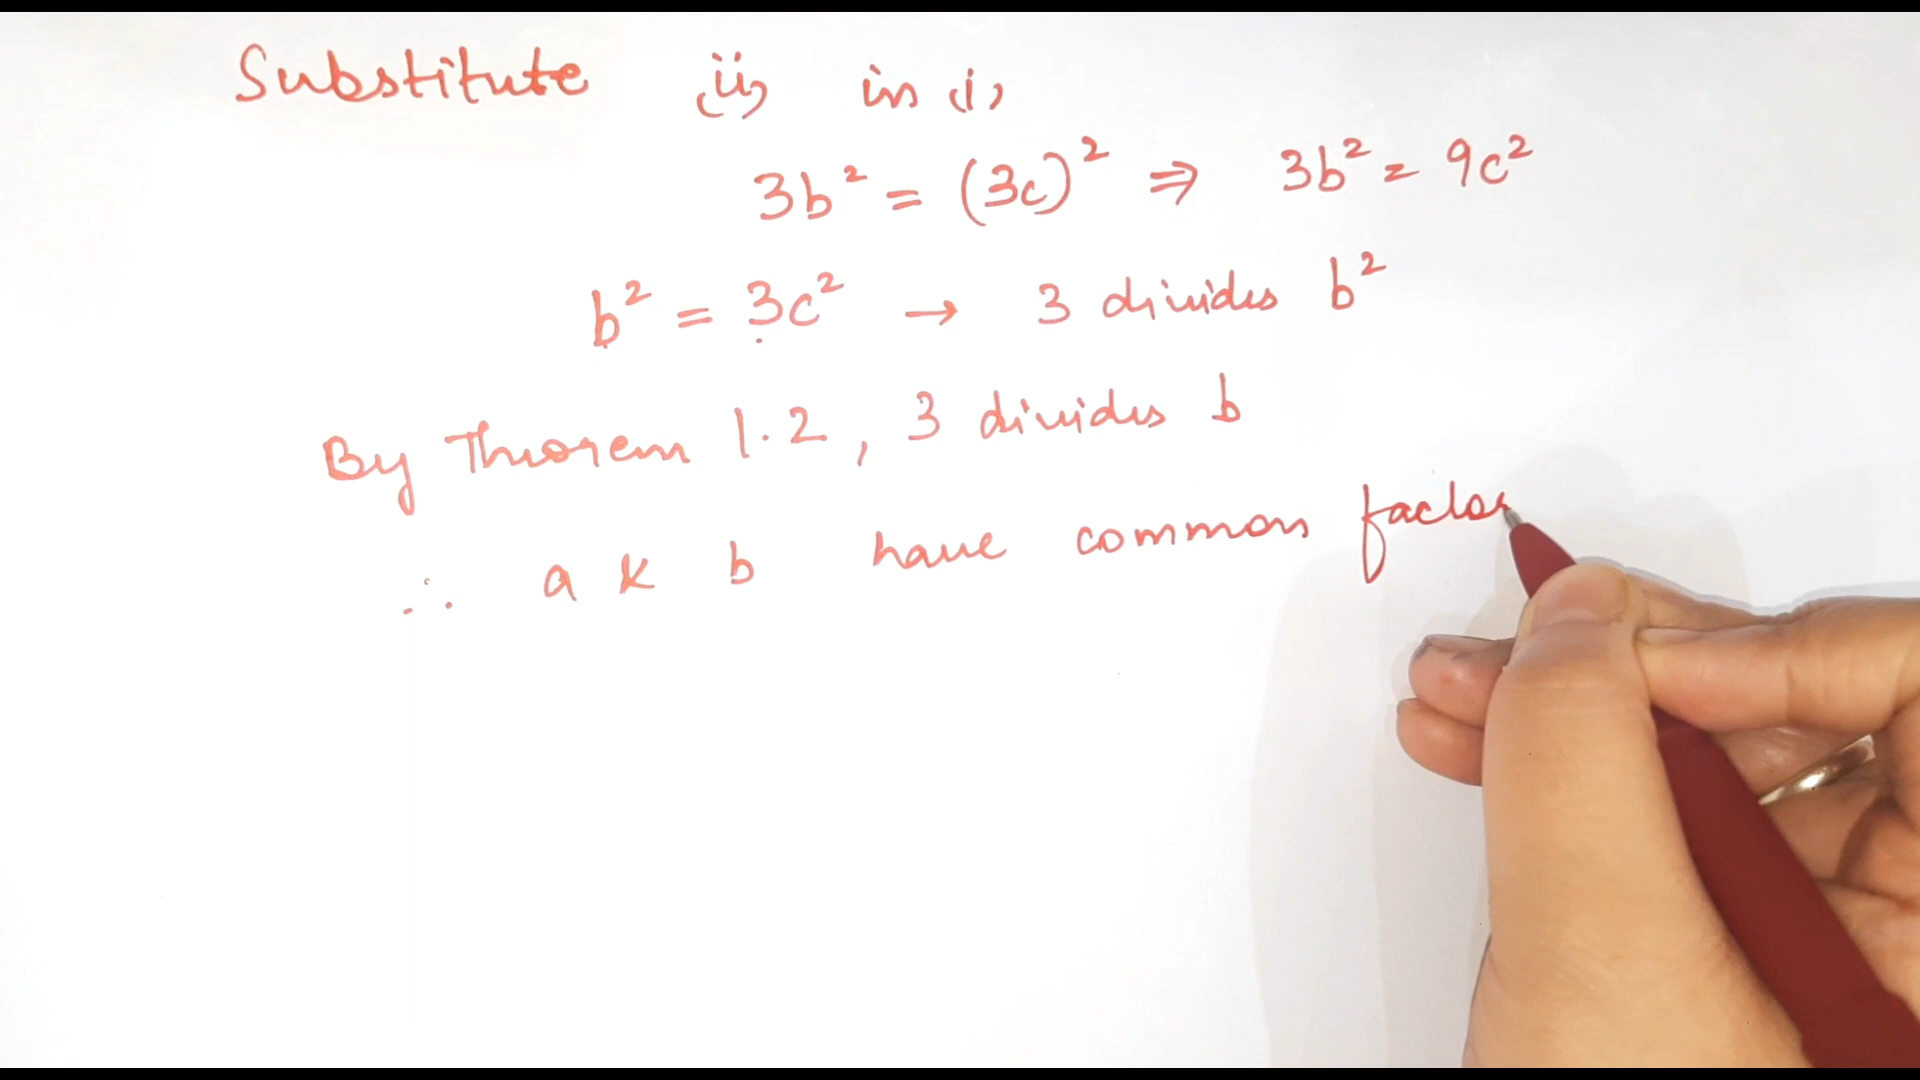 Substitute (ii) in (i)
3b² = (3c)² ⇒ 3b² = 9c²
b² = 3c² → 3 divides b²
By Theorem 1.2, 3 divides b
∴ a & b have common factor